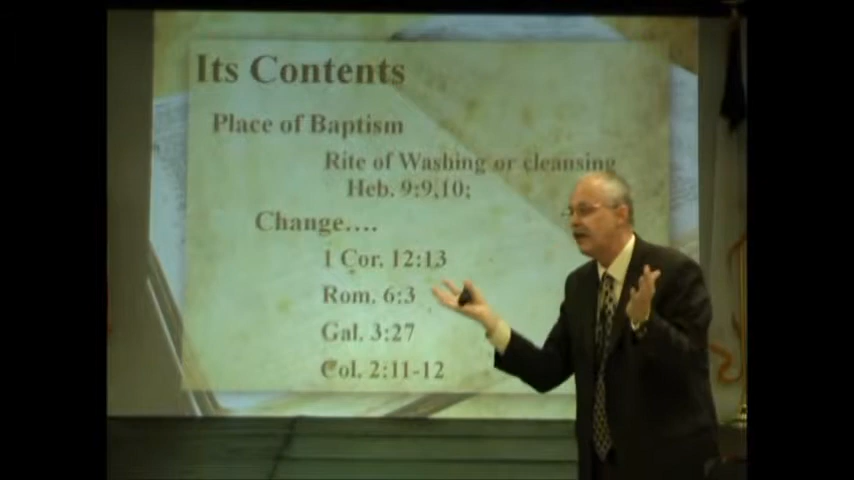 Its Contents
Place of Baptism
Rite of Washing or cleansing
Heb. 9:9,10;
Change....
1 Cor. 12:13
Rom. 6:3
Gal. 3:27
Col. 2:11-12